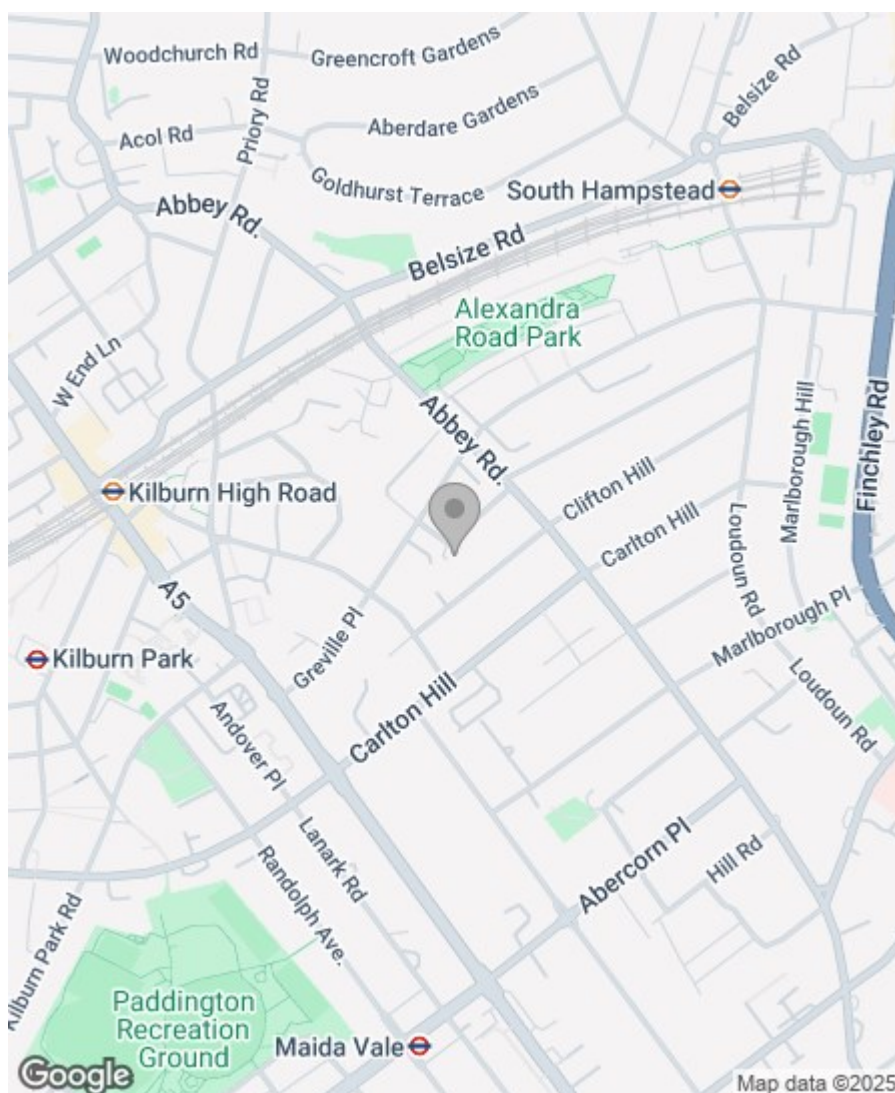 Woodchurch Rd
Greencroft Gardens
Belsize Rd
Priory Rd
Aberdare Gardens
Acol Rd
Goldhurst Terrace
South Hampstead
Abbey Rd.
Belsize Rd
Alexandra
Road Park
W End Ln
Abbey Rd.
Marlborough Hill
Finchley Rd
Clifton Hill
Kilburn High Road
Carlton Hill
Loudoun Rd
A5
Marlborough Pl
Greville Pl
Kilburn Park
Loudoun Rd
Carlton Hill
Andover Pl
Lanark Rd
Abercorn Pl
Hill Rd
Randolph Ave.
Kilburn Park Rd
Paddington
Recreation
Ground
Maida Vale
Google
Map data ©2025